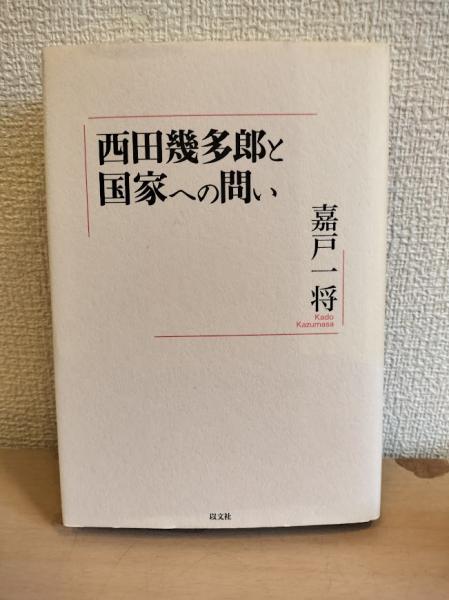 西田幾多郎と
国家への問い
嘉戸一将
Kado
Kazumasa
以文社